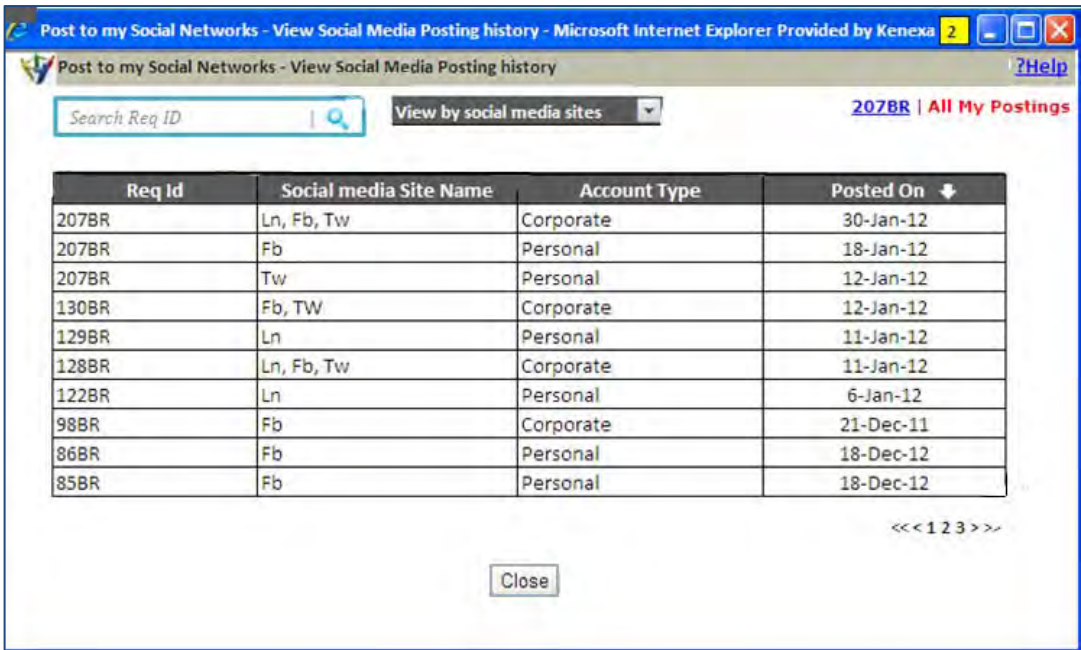 Post to my Social Networks - View Social Media Posting history - Microsoft Internet Explorer Provided by Kenexa 2
Post to my Social Networks - View Social Media Posting history ?Help
Search Req ID View by social media sites 207BR | All My Postings
Req Id Social media Site Name Account Type Posted On
207BR Ln, Fb, Tw Corporate 30-Jan-12
207BR Fb Personal 18-Jan-12
207BR Tw Personal 12-Jan-12
130BR Fb, TW Corporate 12-Jan-12
129BR Ln Personal 11-Jan-12
128BR Ln, Fb, Tw Corporate 11-Jan-12
122BR Ln Personal 6-Jan-12
98BR Fb Corporate 21-Dec-11
86BR Fb Personal 18-Dec-12
85BR Fb Personal 18-Dec-12
<< < 1 2 3 > >>
Close